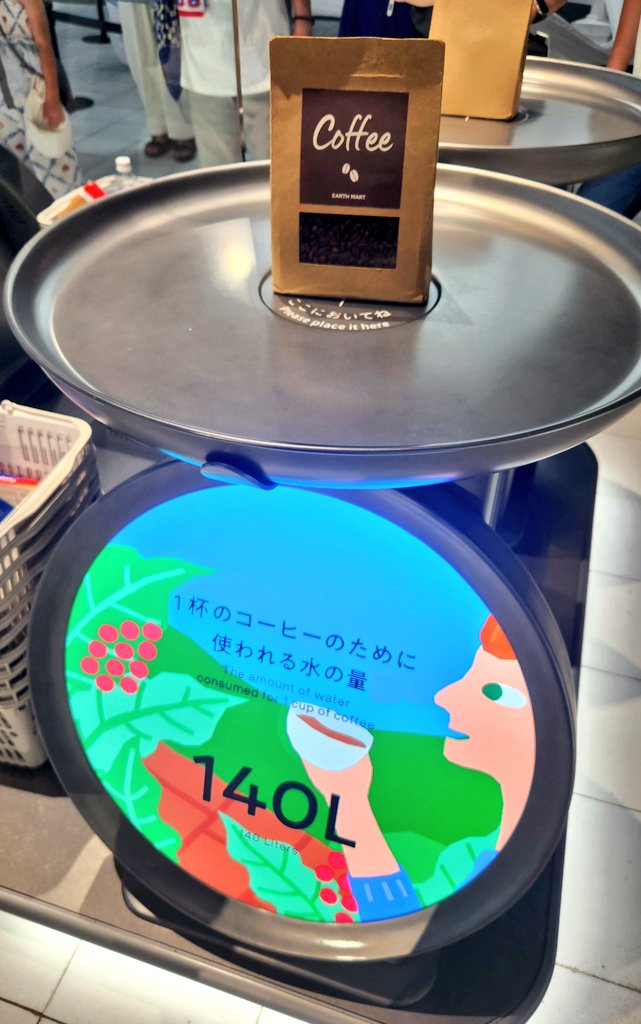 Coffee
EARTH MART
ここにおいてね
Please place it here
1杯のコーヒーのために
使われる水の量
The amount of water
consumed for 1 cup of coffee
140L
140 Liters